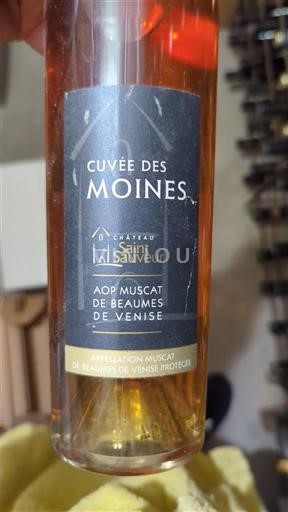 CUVÉE DES
MOINES
CHÂTEAU
Saint
Sauveur
AOP MUSCAT
DE BEAUMES
DE VENISE
APPELLATION MUSCAT
DE BEAUMES DE VENISE PROTÉGÉE